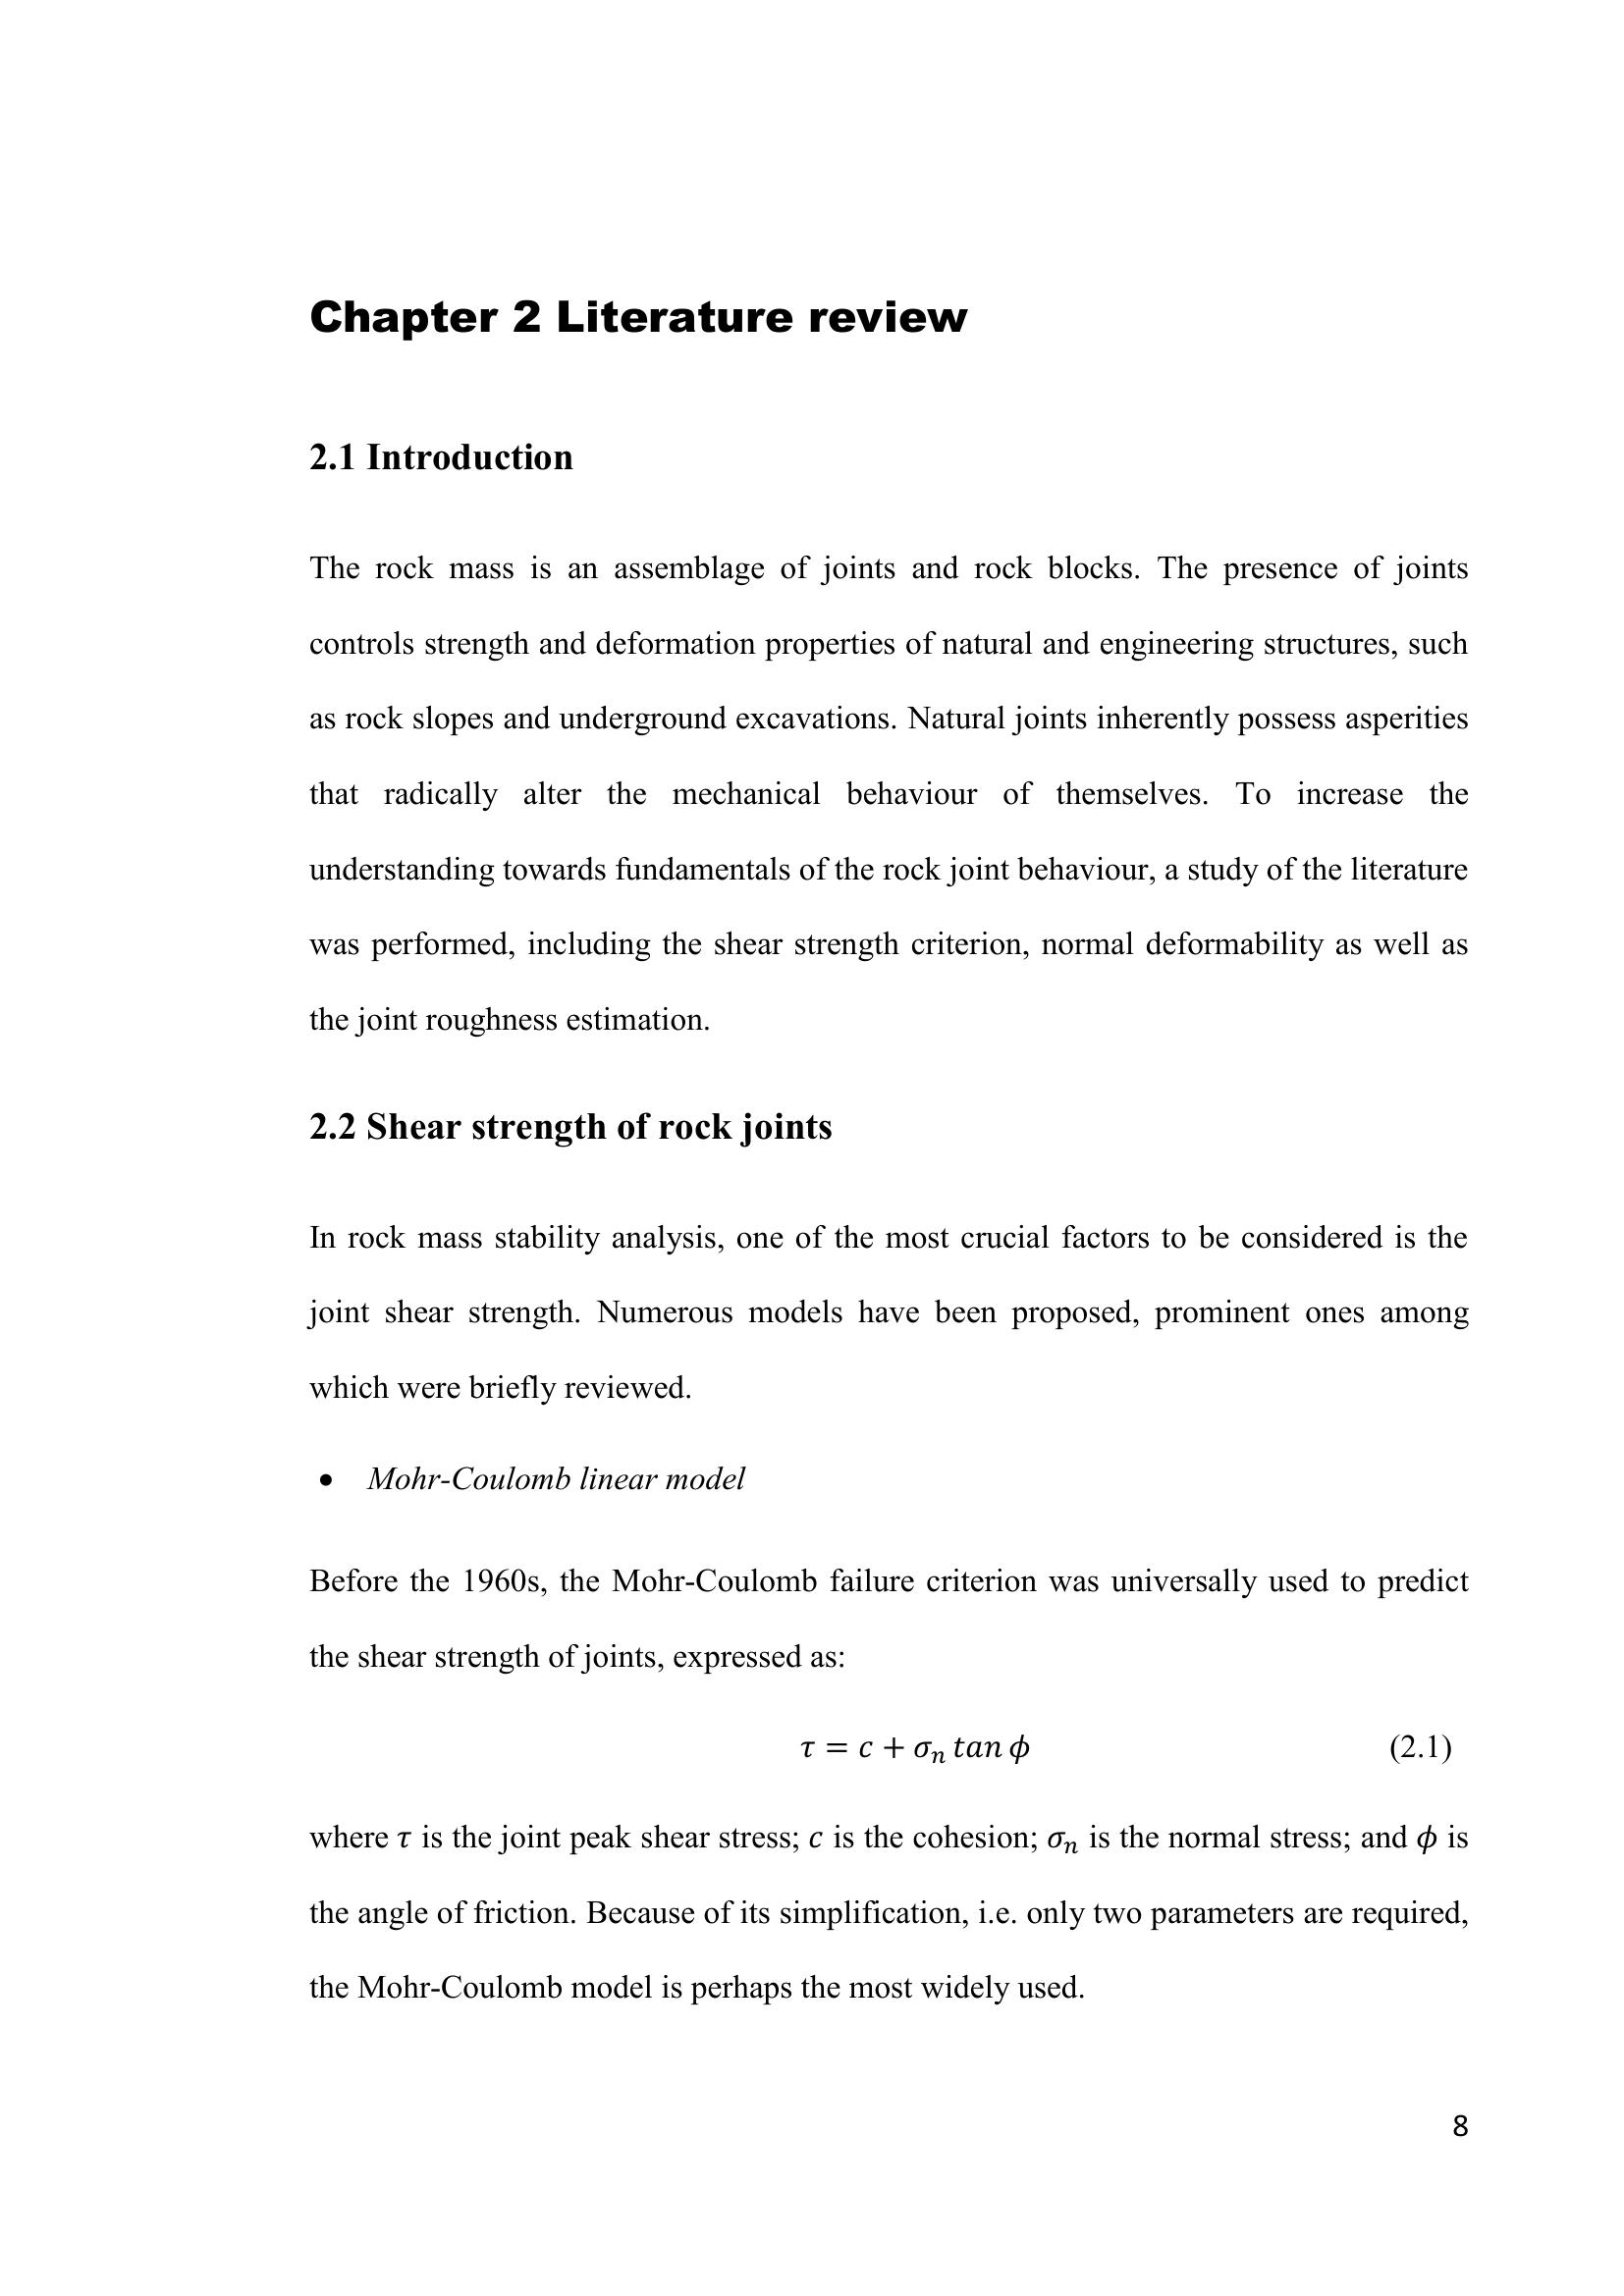 Chapter 2 Literature review
2.1 Introduction
The rock mass is an assemblage of joints and rock blocks. The presence of joints
controls strength and deformation properties of natural and engineering structures, such
as rock slopes and underground excavations. Natural joints inherently possess asperities
that radically alter the mechanical behaviour of themselves. To increase the
understanding towards fundamentals of the rock joint behaviour, a study of the literature
was performed, including the shear strength criterion, normal deformability as well as
the joint roughness estimation.
2.2 Shear strength of rock joints
In rock mass stability analysis, one of the most crucial factors to be considered is the
joint shear strength. Numerous models have been proposed, prominent ones among
which were briefly reviewed.
• Mohr-Coulomb linear model
Before the 1960s, the Mohr-Coulomb failure criterion was universally used to predict
the shear strength of joints, expressed as:
τ = c + σₙ tan ϕ (2.1)
where τ is the joint peak shear stress; c is the cohesion; σₙ is the normal stress; and ϕ is
the angle of friction. Because of its simplification, i.e. only two parameters are required,
the Mohr-Coulomb model is perhaps the most widely used.
8